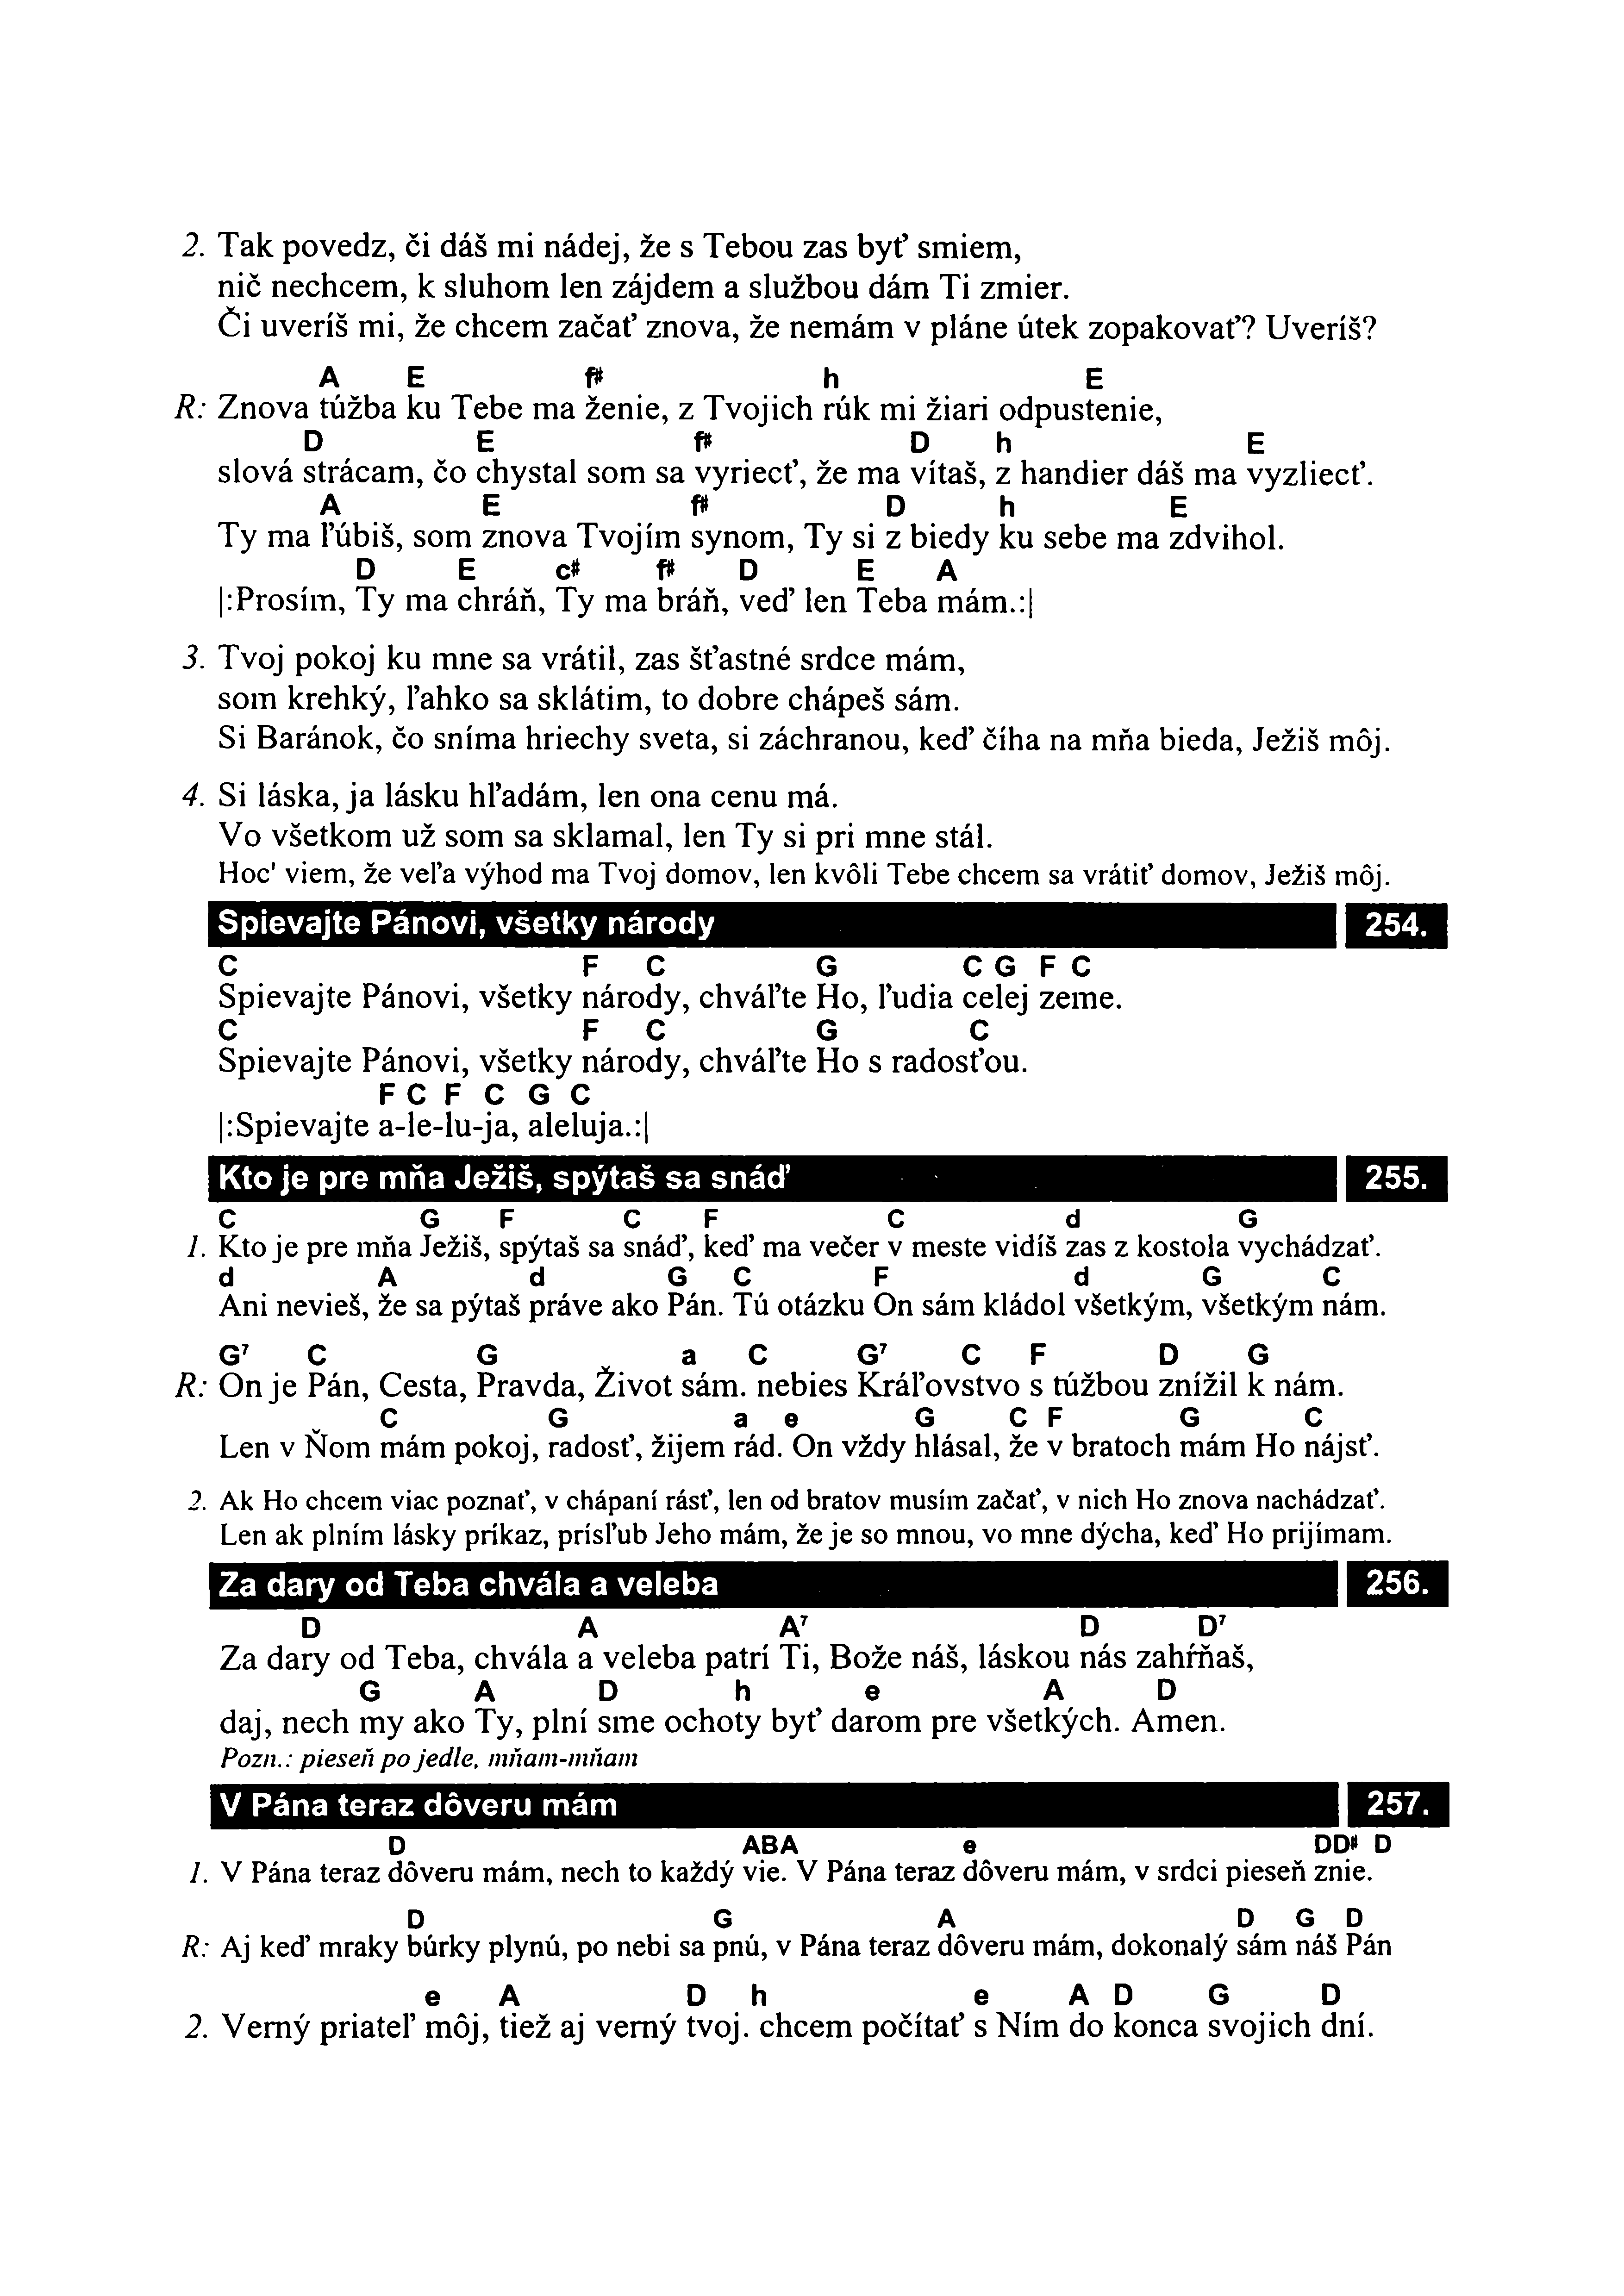 2. Tak povedz, či dáš mi nádej, že s Tebou zas byť smiem,
nič nechcem, k sluhom len zájdem a službou dám Ti zmier.
Či uveríš mi, že chcem začať znova, že nemám v pláne útek zopakovať? Uveríš?
A E f# h E
R: Znova túžba ku Tebe ma ženie, z Tvojich rúk mi žiari odpustenie,
D E f# D h E
slová strácam, čo chystal som sa vyriecť, že ma vítaš, z handier dáš ma vyzliecť.
A E f# D h E
Ty ma ľúbiš, som znova Tvojím synom, Ty si z biedy ku sebe ma zdvihol.
D E c# f# D E A
|:Prosím, Ty ma chráň, Ty ma bráň, veď len Teba mám.:|
3. Tvoj pokoj ku mne sa vrátil, zas šťastné srdce mám,
som krehký, ľahko sa sklátim, to dobre chápeš sám.
Si Baránok, čo sníma hriechy sveta, si záchranou, keď číha na mňa bieda, Ježiš môj.
4. Si láska, ja lásku hľadám, len ona cenu má.
Vo všetkom už som sa sklamal, len Ty si pri mne stál.
Hoc' viem, že veľa výhod ma Tvoj domov, len kvôli Tebe chcem sa vrátiť domov, Ježiš môj.
Spievajte Pánovi, všetky národy 254.
C F C G C G F C
Spievajte Pánovi, všetky národy, chváľte Ho, ľudia celej zeme.
C F C G C
Spievajte Pánovi, všetky národy, chváľte Ho s radosťou.
F C F C G C
|:Spievajte a-le-lu-ja, aleluja.:|
Kto je pre mňa Ježiš, spýtaš sa snáď 255.
C G F C F C d G
1. Kto je pre mňa Ježiš, spýtaš sa snáď, keď ma večer v meste vidíš zas z kostola vychádzať.
d A d G C F d G C
Ani nevieš, že sa pýtaš práve ako Pán. Tú otázku On sám kládol všetkým, všetkým nám.
G7 C G a C G7 C F D G
R: On je Pán, Cesta, Pravda, Život sám. nebies Kráľovstvo s túžbou znížil k nám.
C G a e G C F G C
Len v Ňom mám pokoj, radosť, žijem rád. On vždy hlásal, že v bratoch mám Ho nájsť.
2. Ak Ho chcem viac poznať, v chápaní rásť, len od bratov musím začať, v nich Ho znova nachádzať.
Len ak plním lásky príkaz, prísľub Jeho mám, že je so mnou, vo mne dýcha, keď Ho prijímam.
Za dary od Teba chvála a veleba 256.
D A A7 D D7
Za dary od Teba, chvála a veleba patrí Ti, Bože náš, láskou nás zahŕňaš,
G A D h e A D
daj, nech my ako Ty, plní sme ochoty byť darom pre všetkých. Amen.
Pozn.: pieseň po jedle, mňam-mňam
V Pána teraz dôveru mám 257.
D ABA e DD# D
1. V Pána teraz dôveru mám, nech to každý vie. V Pána teraz dôveru mám, v srdci pieseň znie.
D G A D G D
R: Aj keď mraky búrky plynú, po nebi sa pnú, v Pána teraz dôveru mám, dokonalý sám náš Pán
e A D h e A D G D
2. Verný priateľ môj, tiež aj verný tvoj. chcem počítať s Ním do konca svojich dní.